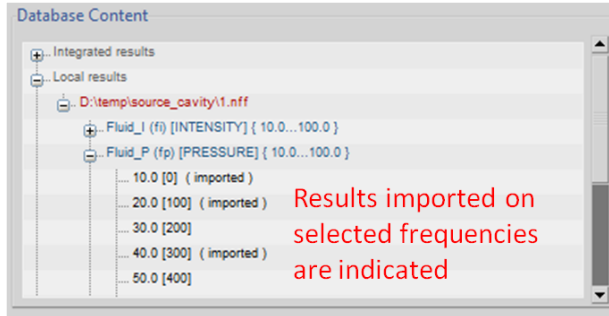 Database Content
Integrated results
Local results
D:\temp\source_cavity\1.nff
Fluid_I (fi) [INTENSITY] { 10.0...100.0 }
Fluid_P (fp) [PRESSURE] { 10.0...100.0 }
10.0 [0] ( imported )
20.0 [100] ( imported )
30.0 [200]
40.0 [300] ( imported )
50.0 [400]
Results imported on
selected frequencies
are indicated